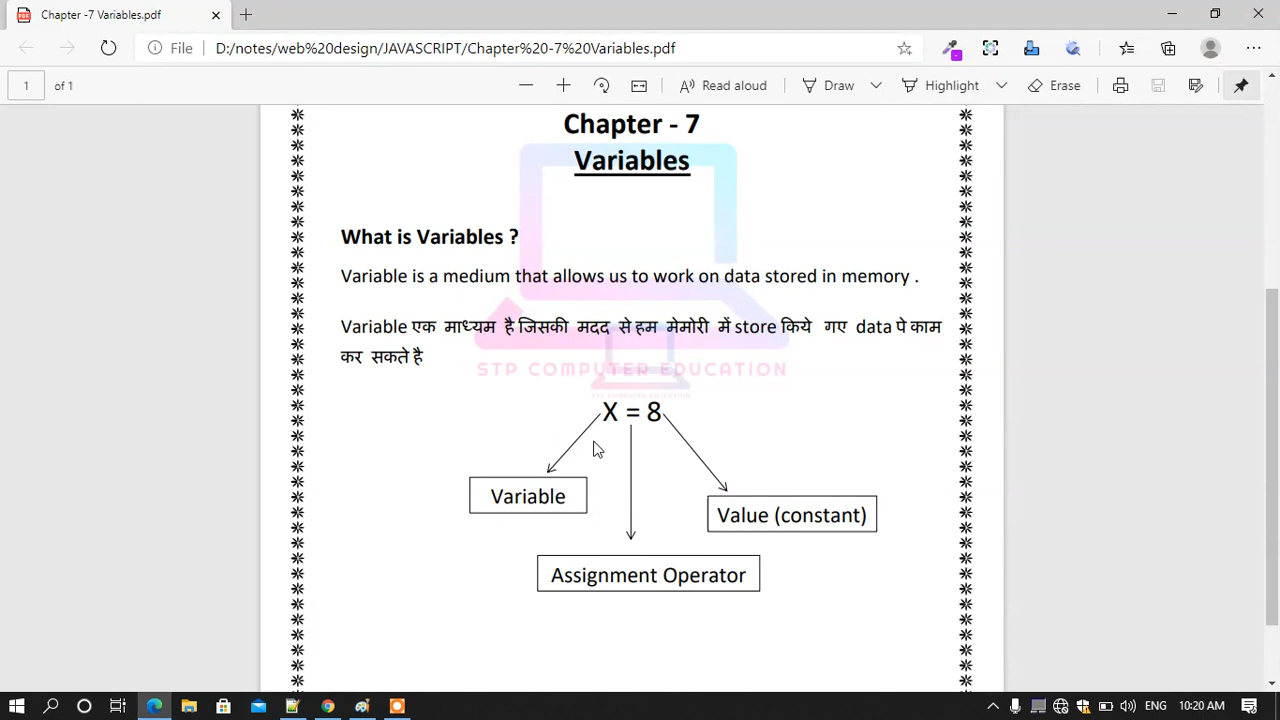 Chapter -7 Variables.pdf
File D:/notes/web%20design/JAVASCRIPT/Chapter%20-7%20Variables.pdf
1 of 1 Read aloud Draw Highlight Erase
Chapter - 7
Variables
What is Variables ?
Variable is a medium that allows us to work on data stored in memory .
Variable एक माध्यम है जिसकी मदद से हम मेमोरी में store किये गए data पे काम
कर सकते है
STP COMPUTER EDUCATION
X = 8
Variable
Value (constant)
Assignment Operator
ENG 10:20 AM